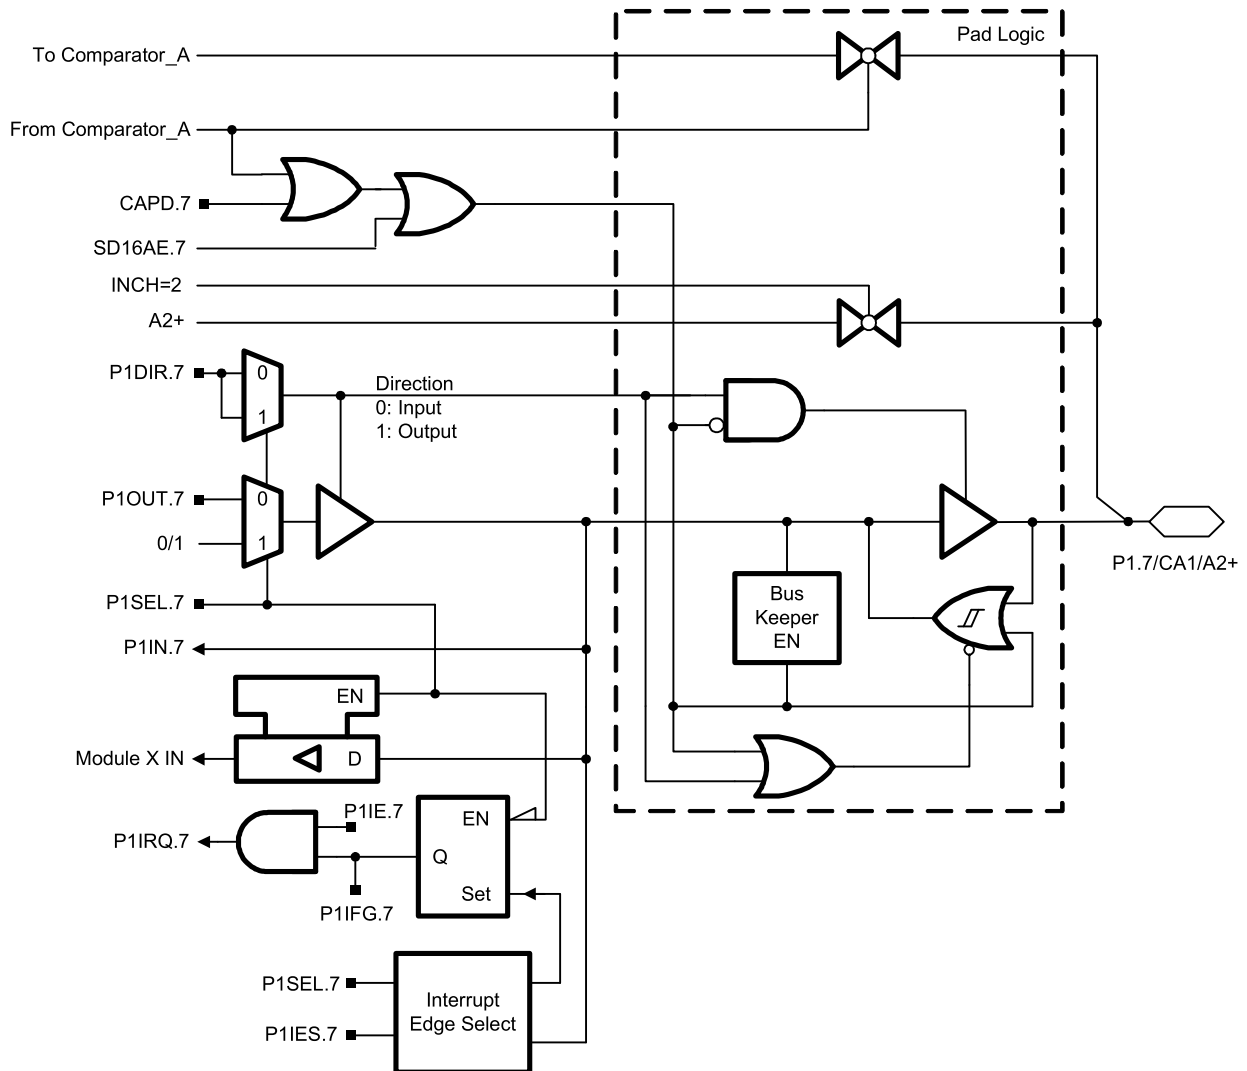 Pad Logic
To Comparator_A
From Comparator_A
CAPD.7
SD16AE.7
INCH=2
A2+
P1DIR.7
0
1
Direction
0: Input
1: Output
P1OUT.7
0
0/1
1
P1SEL.7
P1IN.7
P1.7/CA1/A2+
Bus
Keeper
EN
EN
Module X IN
D
P1IE.7
EN
P1IRQ.7
Q
Set
P1IFG.7
P1SEL.7
Interrupt
Edge Select
P1IES.7